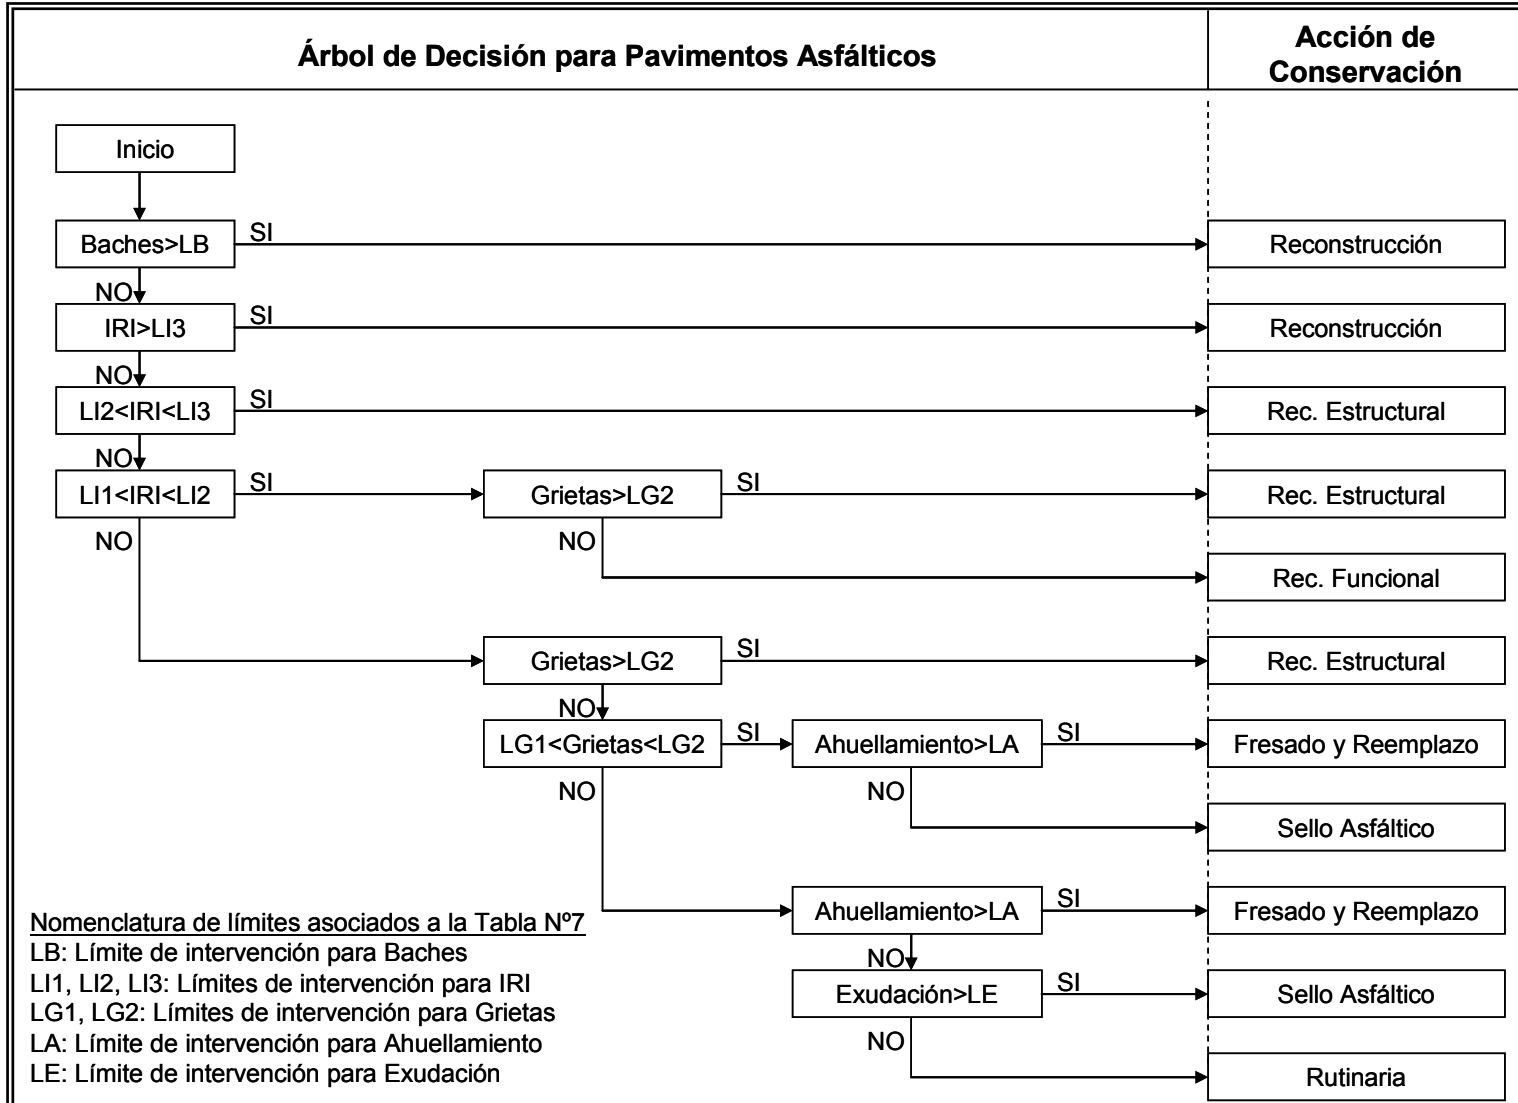 Árbol de Decisión para Pavimentos Asfálticos
Acción de
Conservación
Inicio
Baches>LB
SI
Reconstrucción
NO
IRI>LI3
SI
Reconstrucción
NO
LI2<IRI<LI3
SI
Rec. Estructural
NO
LI1<IRI<LI2
SI
Grietas>LG2
SI
Rec. Estructural
NO
NO
Rec. Funcional
Grietas>LG2
SI
Rec. Estructural
NO
LG1<Grietas<LG2
SI
Ahuellamiento>LA
SI
Fresado y Reemplazo
NO
NO
Sello Asfáltico
Ahuellamiento>LA
SI
Fresado y Reemplazo
NO
Exudación>LE
SI
Sello Asfáltico
NO
Rutinaria
Nomenclatura de límites asociados a la Tabla Nº7
LB: Límite de intervención para Baches
LI1, LI2, LI3: Límites de intervención para IRI
LG1, LG2: Límites de intervención para Grietas
LA: Límite de intervención para Ahuellamiento
LE: Límite de intervención para Exudación